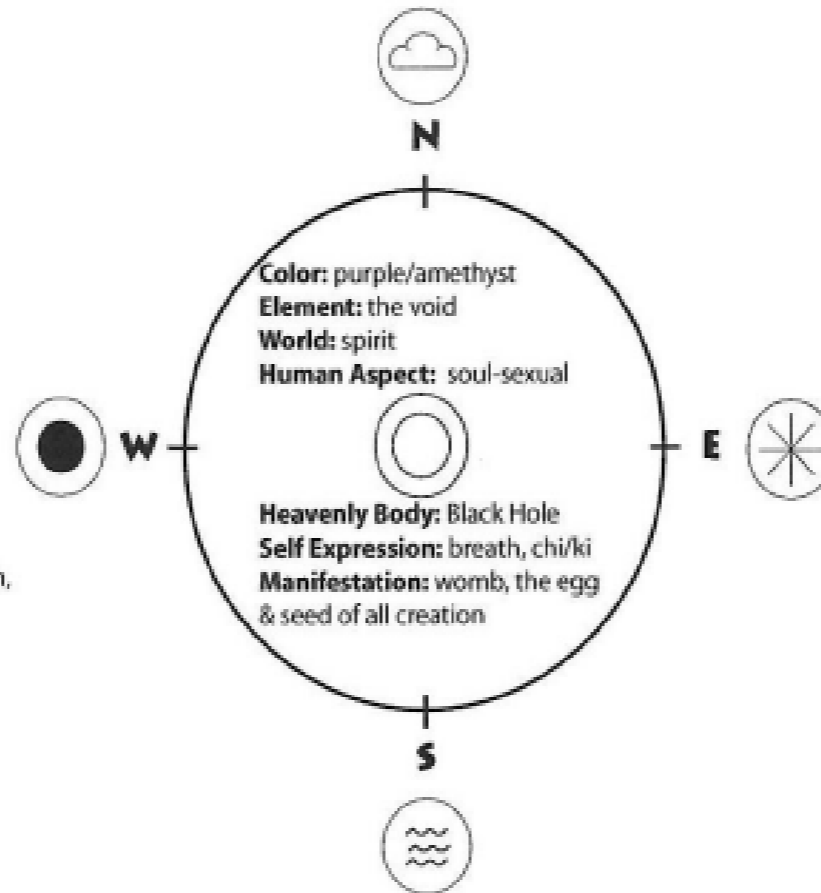 N
Color: purple/amethyst
Element: the void
World: spirit
Human Aspect: soul-sexual
W
E
Heavenly Body: Black Hole
Self Expression: breath, chi/ki
Manifestation: womb, the egg
& seed of all creation
S